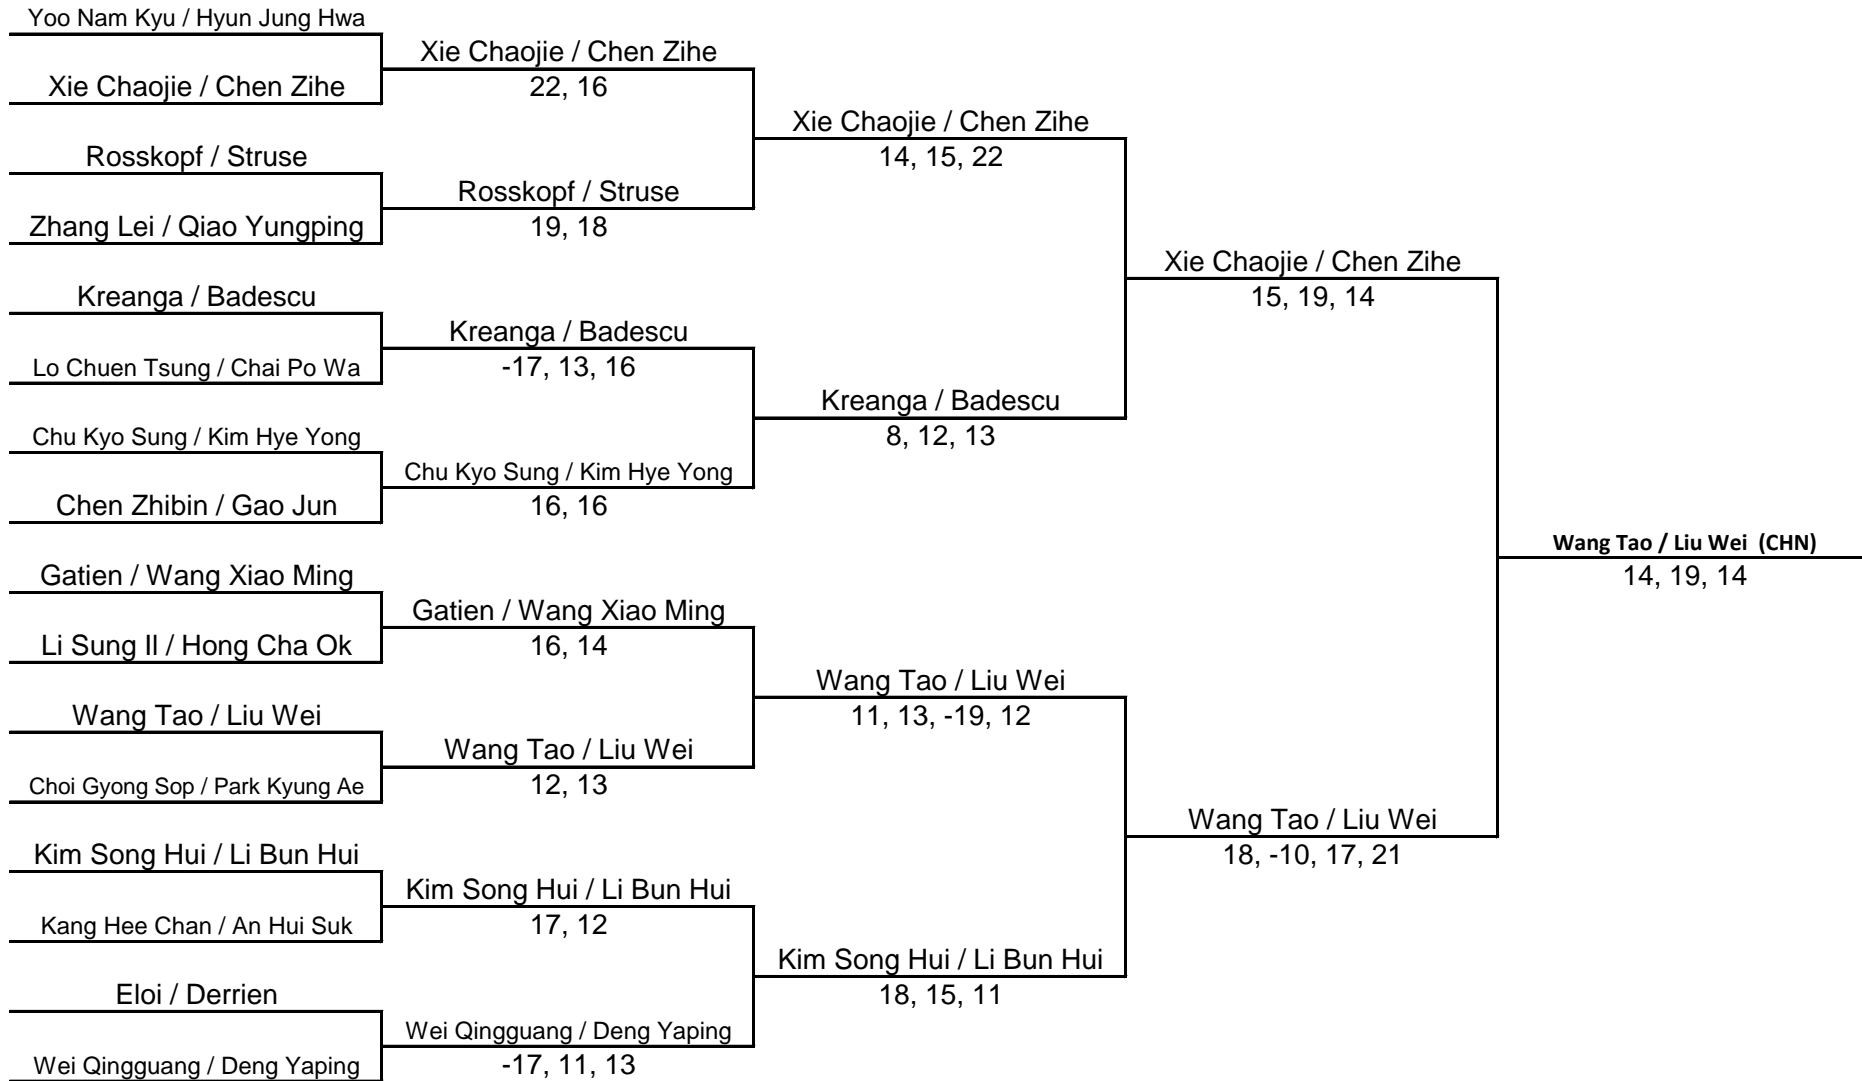 Yoo Nam Kyu / Hyun Jung Hwa
Xie Chaojie / Chen Zihe
Xie Chaojie / Chen Zihe
22, 16
Xie Chaojie / Chen Zihe
14, 15, 22
Rosskopf / Struse
Rosskopf / Struse
19, 18
Zhang Lei / Qiao Yungping
Xie Chaojie / Chen Zihe
15, 19, 14
Kreanga / Badescu
Kreanga / Badescu
-17, 13, 16
Lo Chuen Tsung / Chai Po Wa
Kreanga / Badescu
8, 12, 13
Chu Kyo Sung / Kim Hye Yong
Chu Kyo Sung / Kim Hye Yong
16, 16
Chen Zhibin / Gao Jun
Wang Tao / Liu Wei (CHN)
14, 19, 14
Gatien / Wang Xiao Ming
Gatien / Wang Xiao Ming
16, 14
Li Sung Il / Hong Cha Ok
Wang Tao / Liu Wei
11, 13, -19, 12
Wang Tao / Liu Wei
Wang Tao / Liu Wei
12, 13
Choi Gyong Sop / Park Kyung Ae
Wang Tao / Liu Wei
18, -10, 17, 21
Kim Song Hui / Li Bun Hui
Kim Song Hui / Li Bun Hui
17, 12
Kang Hee Chan / An Hui Suk
Kim Song Hui / Li Bun Hui
18, 15, 11
Eloi / Derrien
Wei Qingguang / Deng Yaping
-17, 11, 13
Wei Qingguang / Deng Yaping